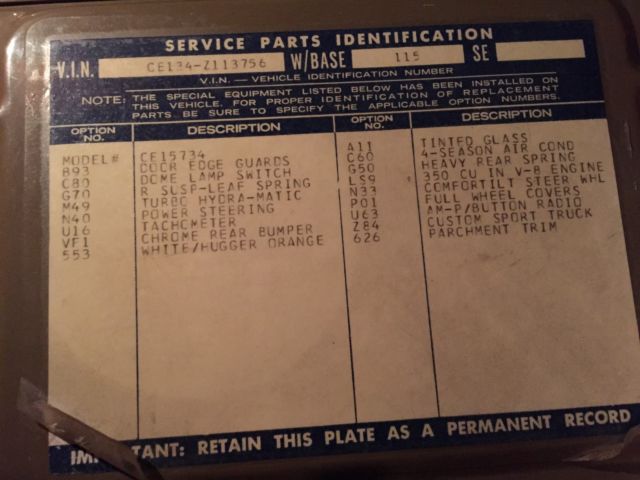 SERVICE PARTS IDENTIFICATION
V.I.N. CE134-Z113756 W/BASE 115 SE
V.I.N. — VEHICLE IDENTIFICATION NUMBER
NOTE: THE SPECIAL EQUIPMENT LISTED BELOW HAS BEEN INSTALLED ON
THIS VEHICLE. FOR PROPER IDENTIFICATION OF REPLACEMENT
PARTS BE SURE TO SPECIFY THE APPLICABLE OPTION NUMBERS.
OPTION NO. DESCRIPTION OPTION NO. DESCRIPTION
MODEL# CE15734
B93 DOOR EDGE GUARDS
C80 DOME LAMP SWITCH
G70 R SUSP-LEAF SPRING
M49 TURBO HYDRA-MATIC
N40 POWER STEERING
U16 TACHCMETER
VF1 CHROME REAR BUMPER
553 WHITE/HUGGER ORANGE
A11 TINTED GLASS
C60 4-SEASON AIR COND
G50 HEAVY REAR SPRING
LS9 350 CU IN V-8 ENGINE
N33 COMFORTILT STEER WHL
P01 FULL WHEEL COVERS
U63 AM-P/BUTTON RADIO
Z84 CUSTOM SPORT TRUCK
626 PARCHMENT TRIM
TANT: RETAIN THIS PLATE AS A PERMANENT RECORD